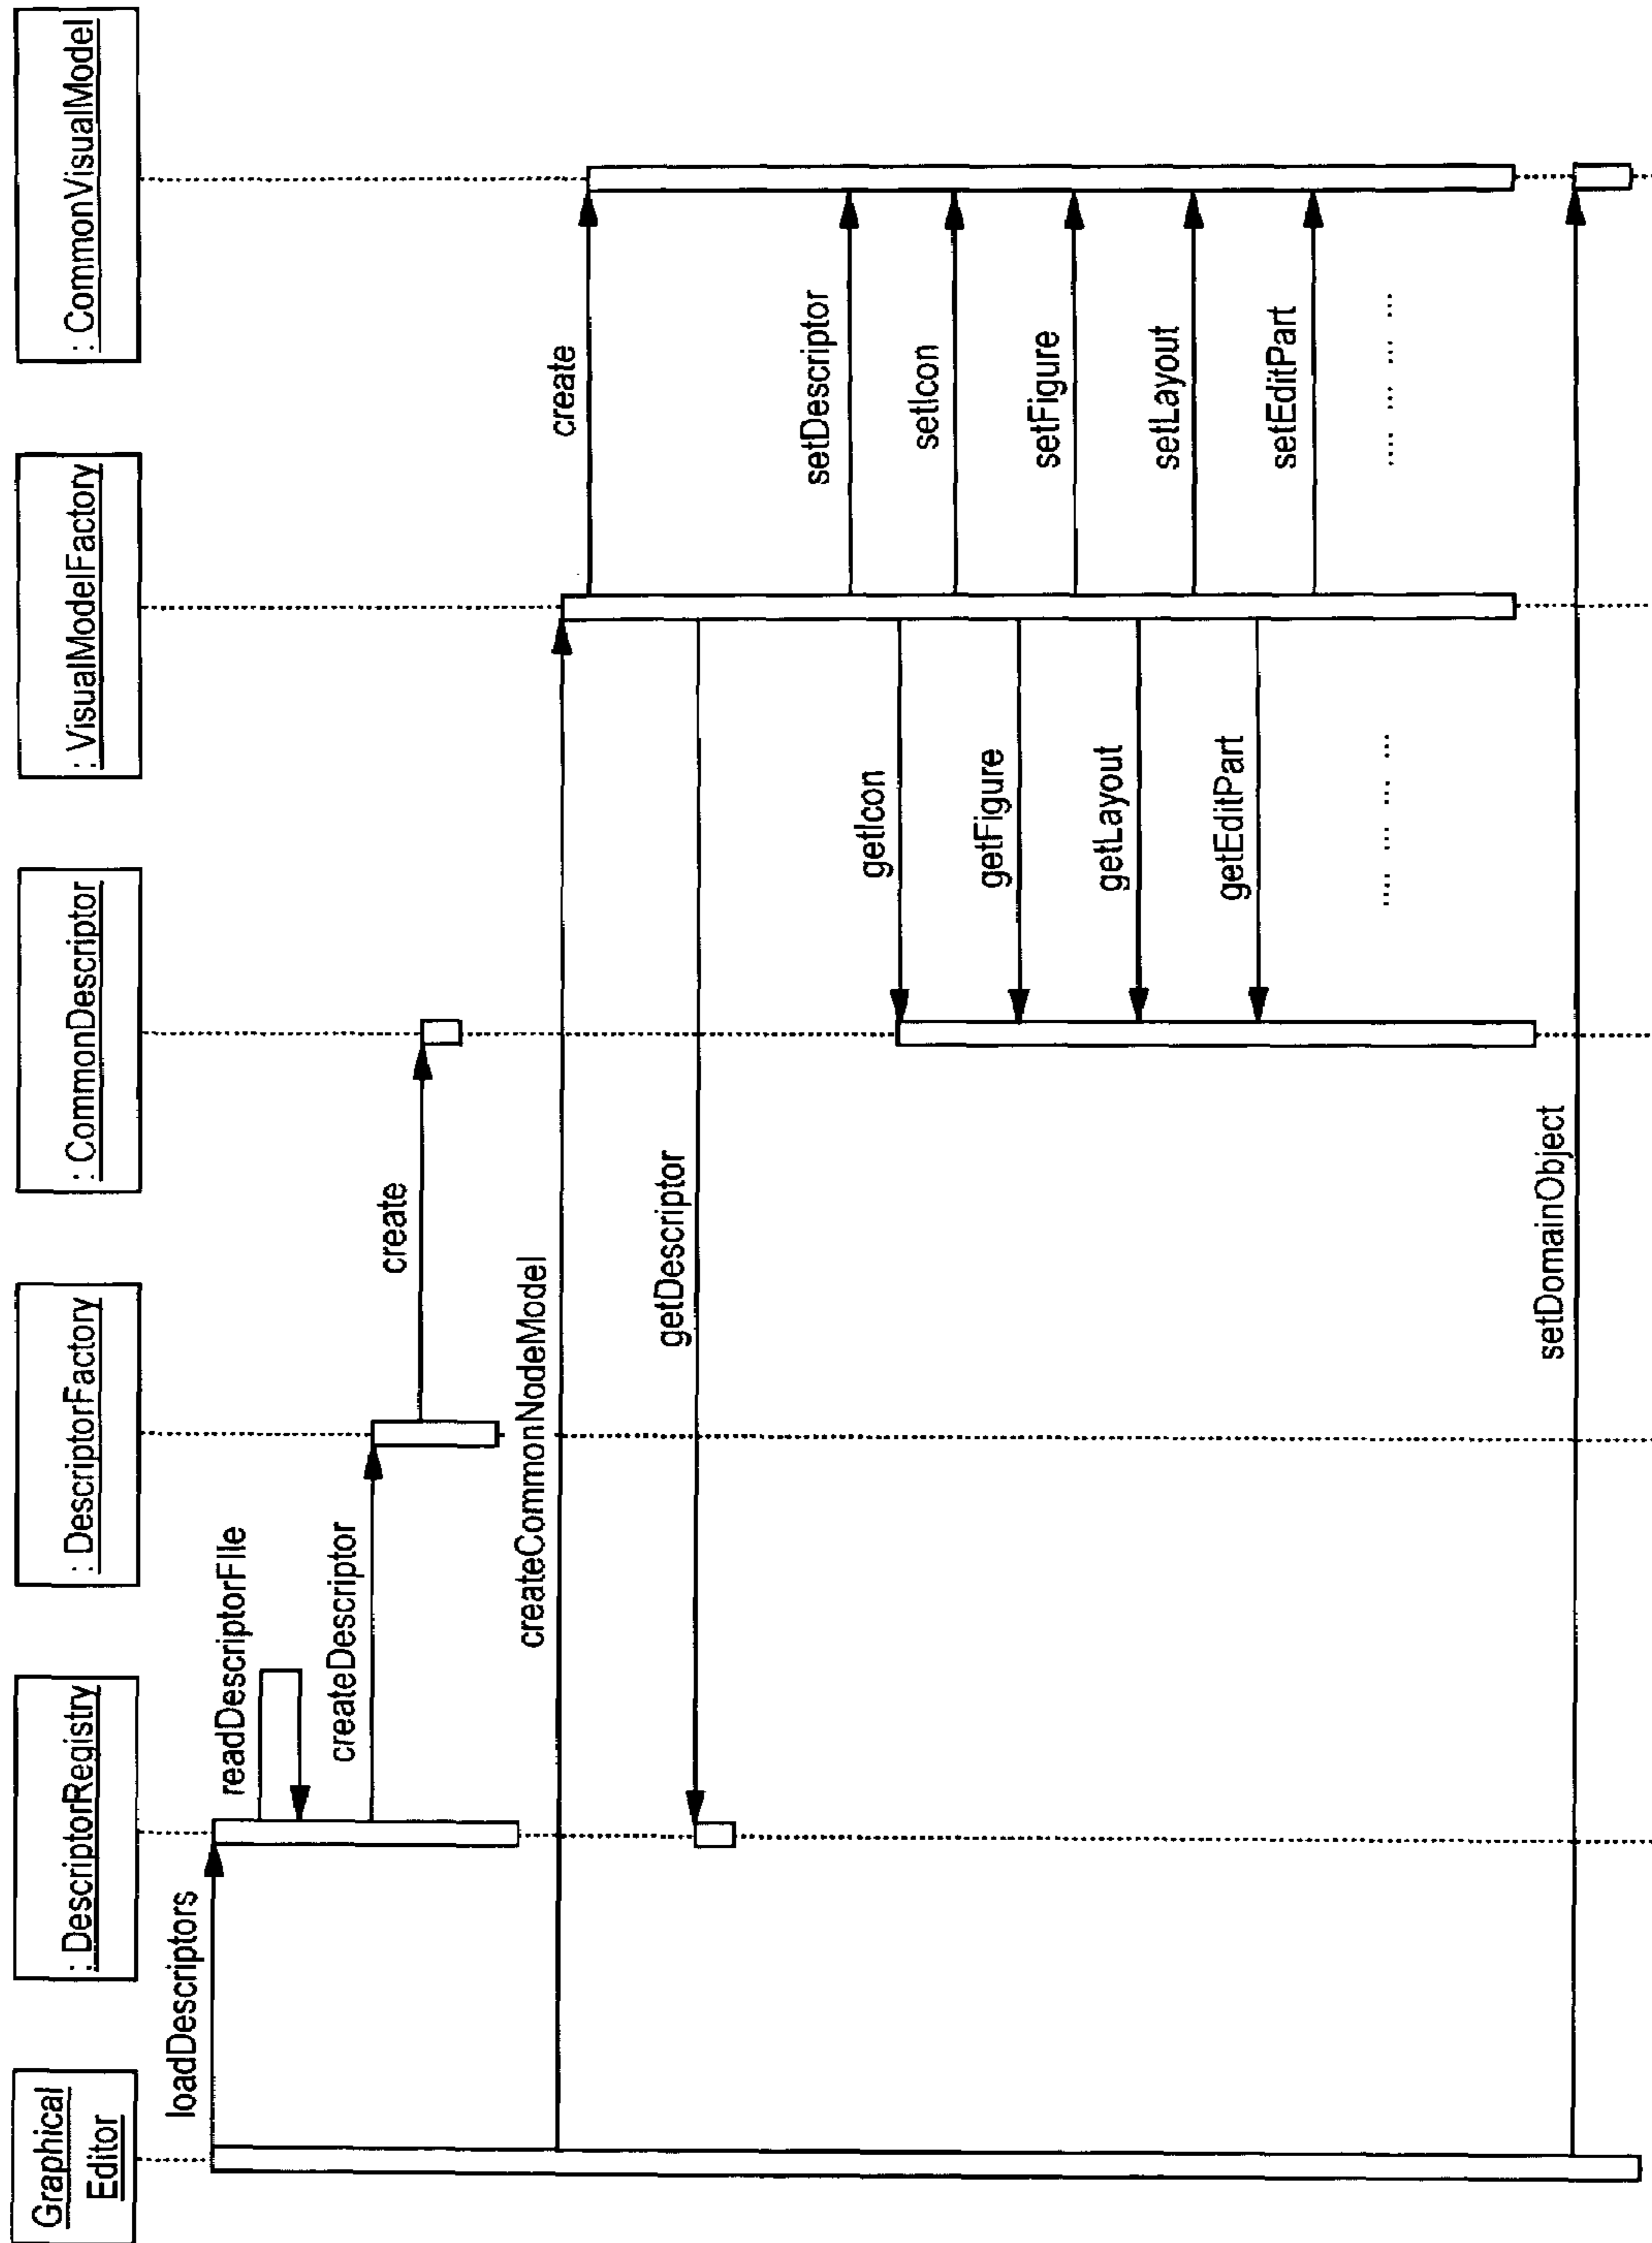 Graphical
Editor
: DescriptorRegistry
: DescriptorFactory
: CommonDescriptor
: VisualModelFactory
: CommonVisualModel
loadDescriptors
readDescriptorFile
createDescriptor
create
createCommonNodeModel
create
getDescriptor
setDescriptor
getIcon
setIcon
getFigure
setFigure
getLayout
setLayout
getEditPart
setEditPart
.... ... ... ...
.... ... ... ...
setDomainObject